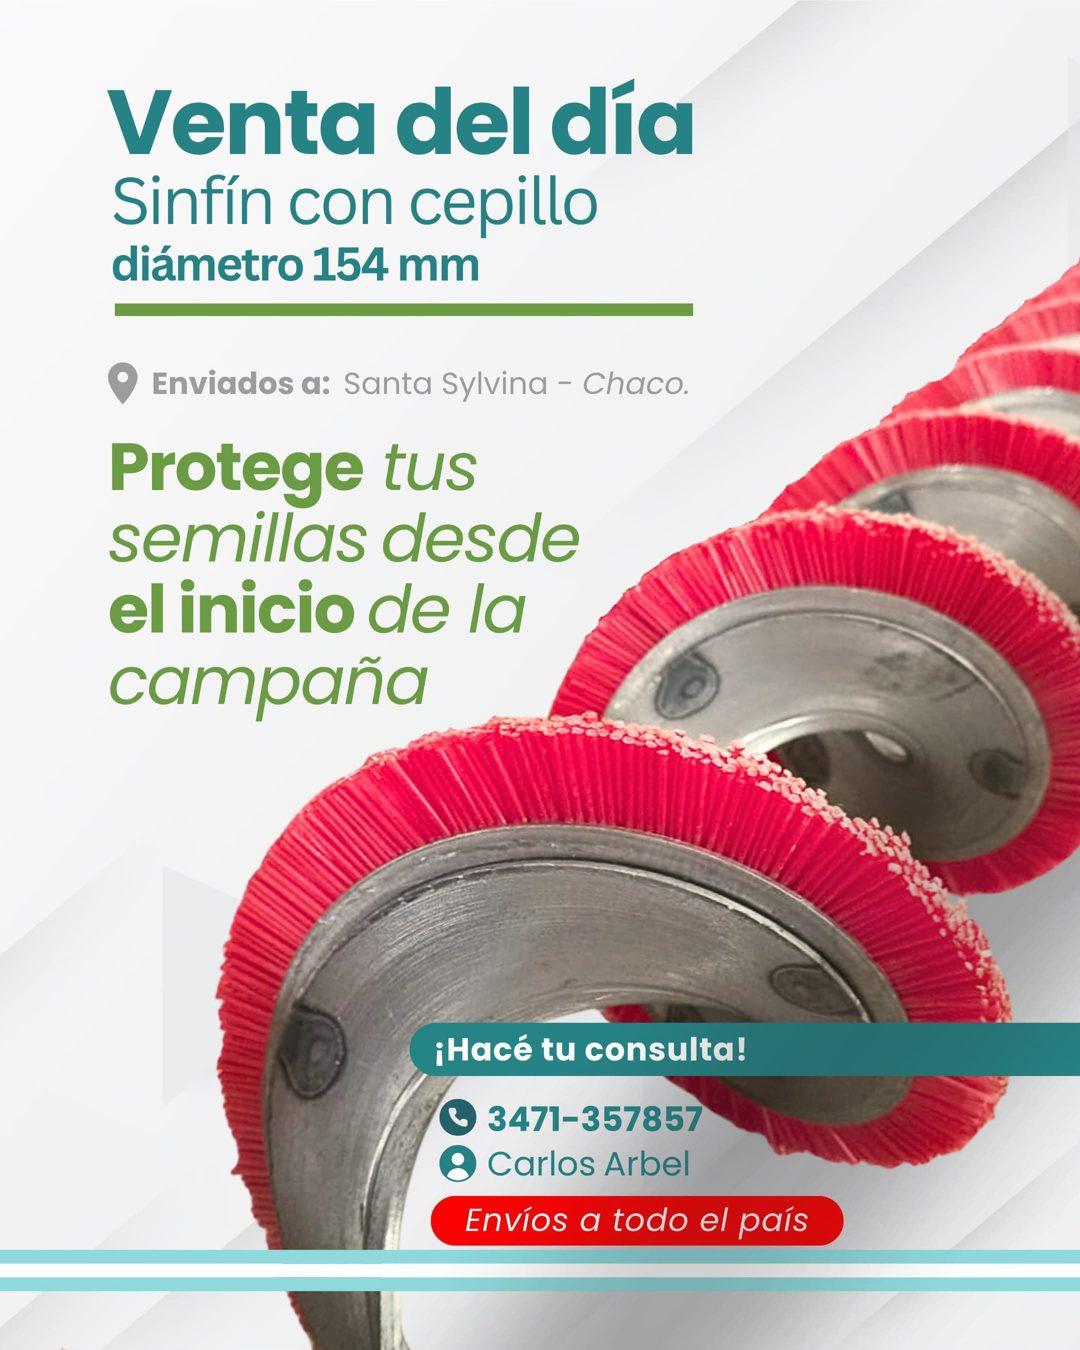 Venta del día
Sinfín con cepillo
diámetro 154 mm
Enviados a: Santa Sylvina - Chaco.
Protege tus
semillas desde
el inicio de la
campaña
¡Hacé tu consulta!
3471-357857
Carlos Arbel
Envíos a todo el país